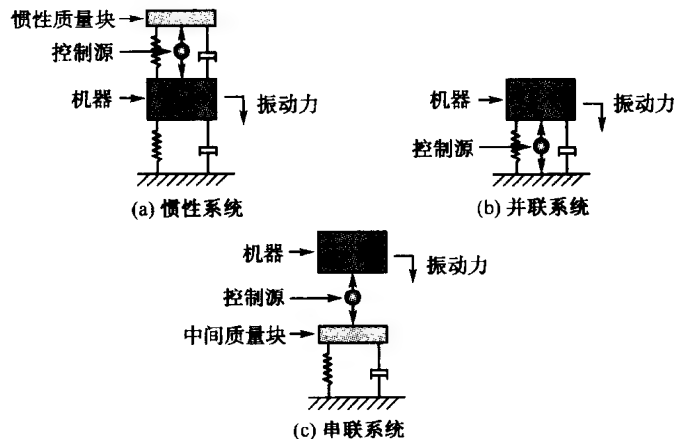 惯性质量块
控制源
机器
振动力
(a) 惯性系统
机器
振动力
控制源
(b) 并联系统
机器
振动力
控制源
中间质量块
(c) 串联系统